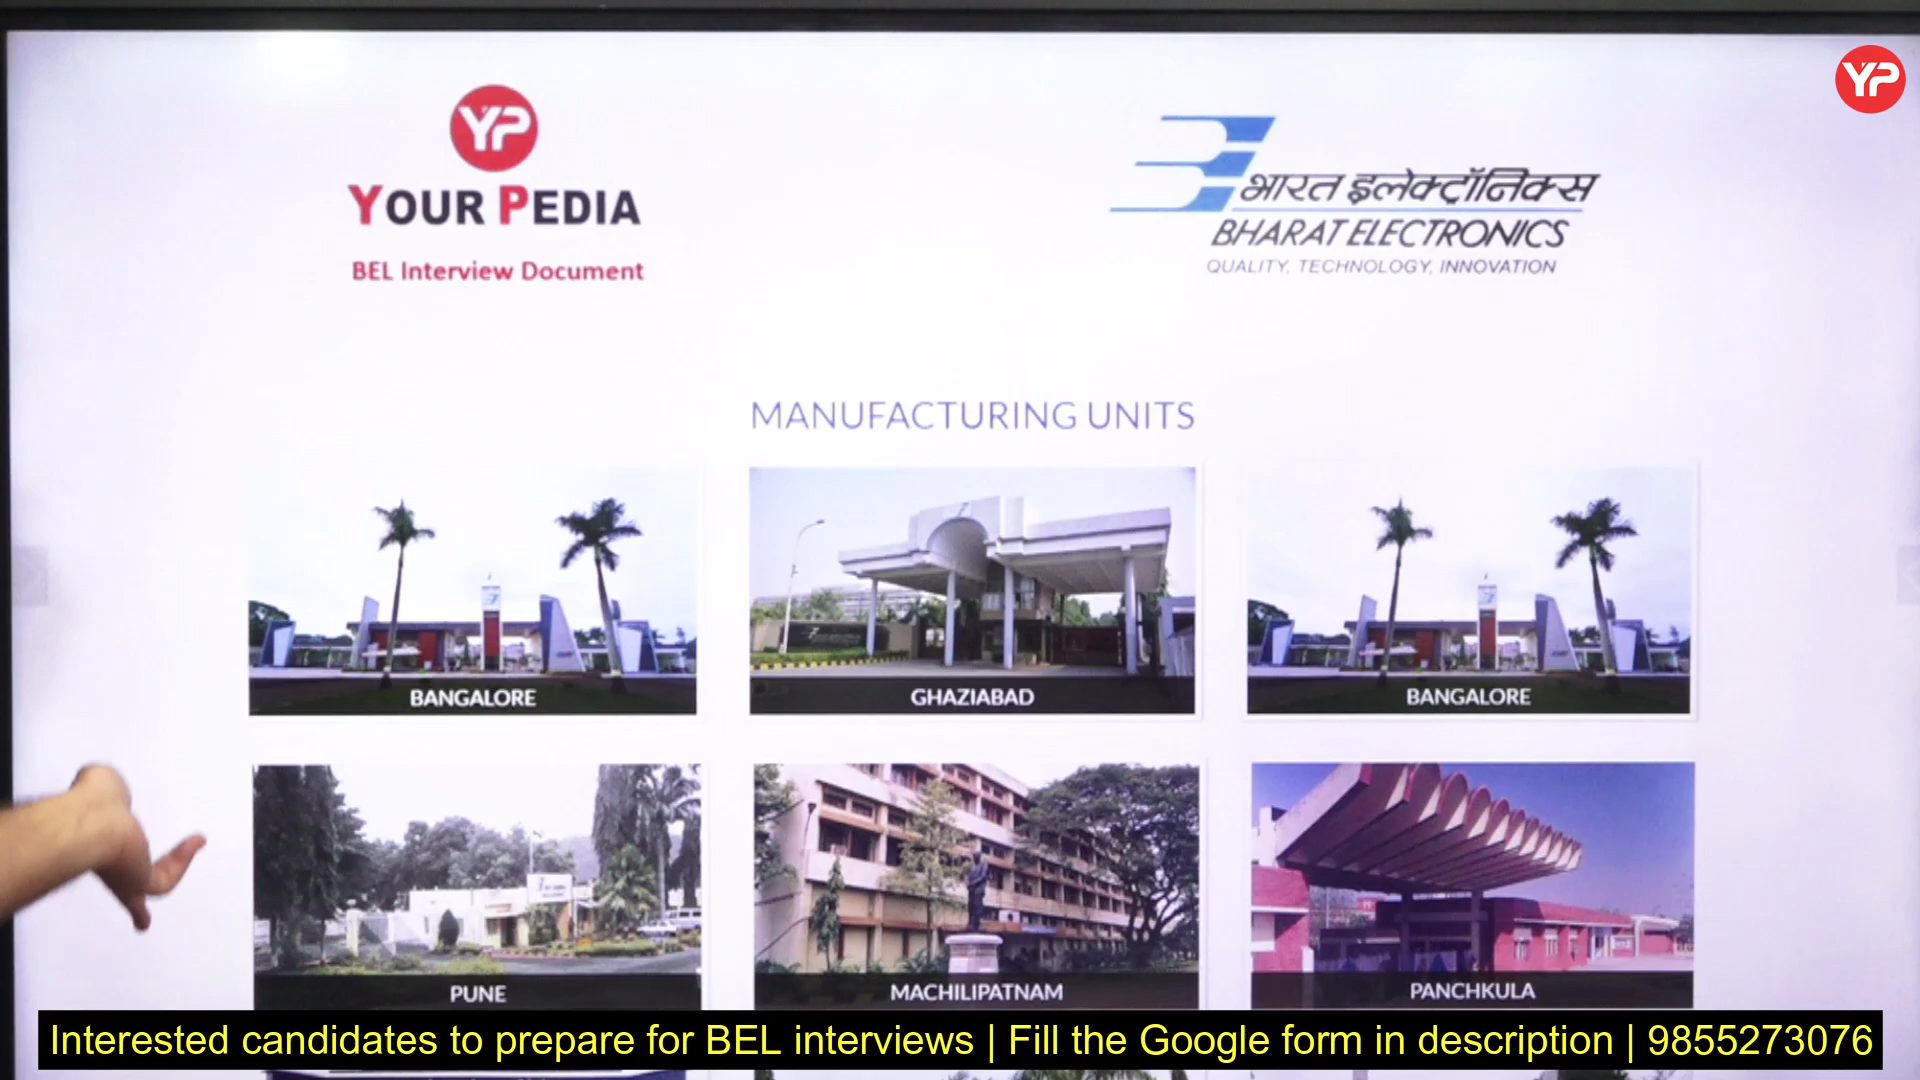 YP
YP
YOUR PEDIA
BEL Interview Document
भारत इलेक्ट्रॉनिक्स
BHARAT ELECTRONICS
QUALITY, TECHNOLOGY, INNOVATION
MANUFACTURING UNITS
BANGALORE
GHAZIABAD
BANGALORE
PUNE
MACHILIPATNAM
PANCHKULA
Interested candidates to prepare for BEL interviews | Fill the Google form in description | 9855273076